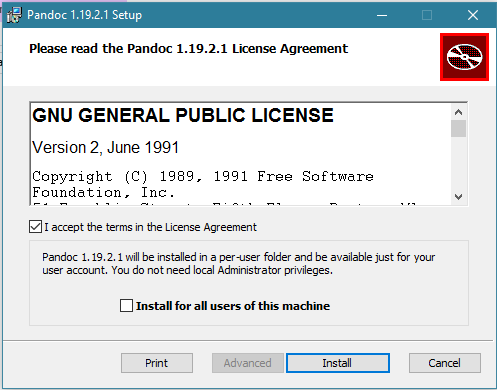 Pandoc 1.19.2.1 Setup
Please read the Pandoc 1.19.2.1 License Agreement
GNU GENERAL PUBLIC LICENSE
Version 2, June 1991
Copyright (C) 1989, 1991 Free Software
Foundation, Inc.
I accept the terms in the License Agreement
Pandoc 1.19.2.1 will be installed in a per-user folder and be available just for your
user account. You do not need local Administrator privileges.
Install for all users of this machine
Print
Advanced
Install
Cancel